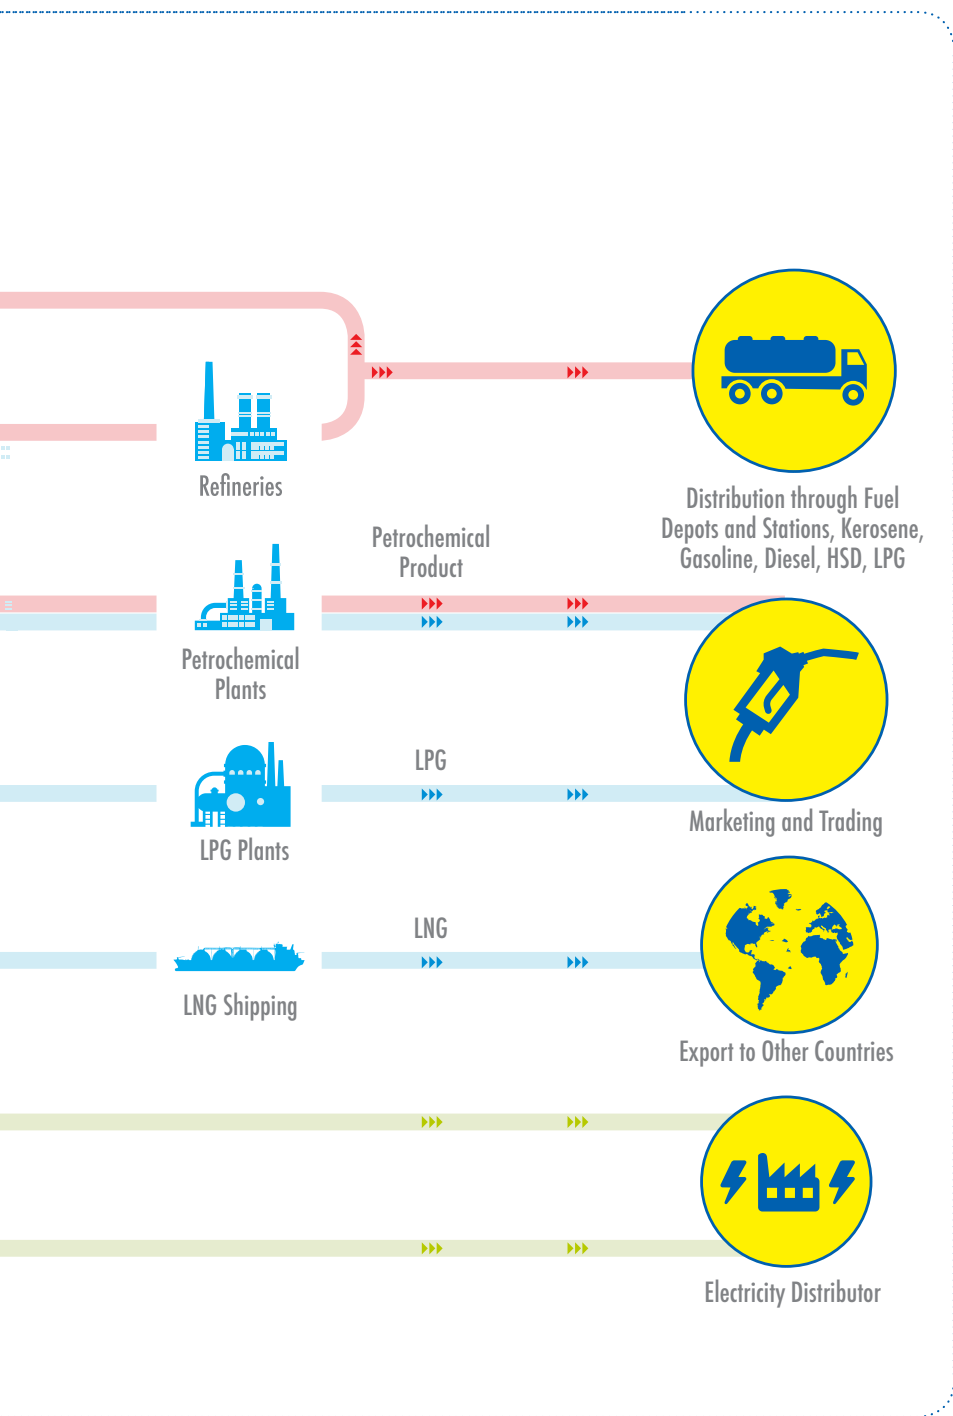 Refineries
Distribution through Fuel
Depots and Stations, Kerosene,
Gasoline, Diesel, HSD, LPG
Petrochemical
Product
Petrochemical
Plants
LPG
Marketing and Trading
LPG Plants
LNG
LNG Shipping
Export to Other Countries
Electricity Distributor